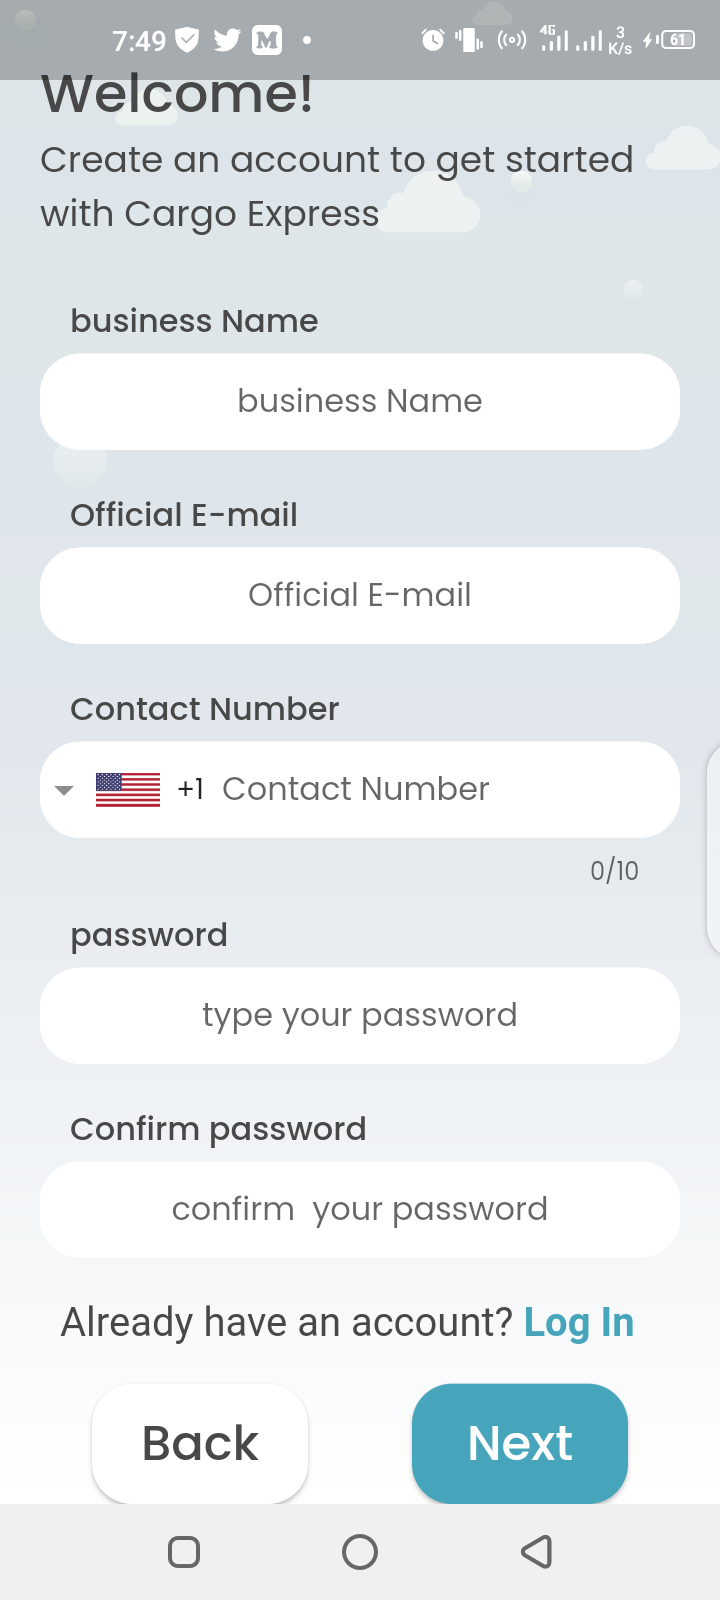 7:49 M 4G 3 K/s 61
Welcome!
Create an account to get started
with Cargo Express
business Name
business Name
Official E-mail
Official E-mail
Contact Number
+1 Contact Number
0/10
password
type your password
Confirm password
confirm  your password
Already have an account? Log In
Back Next